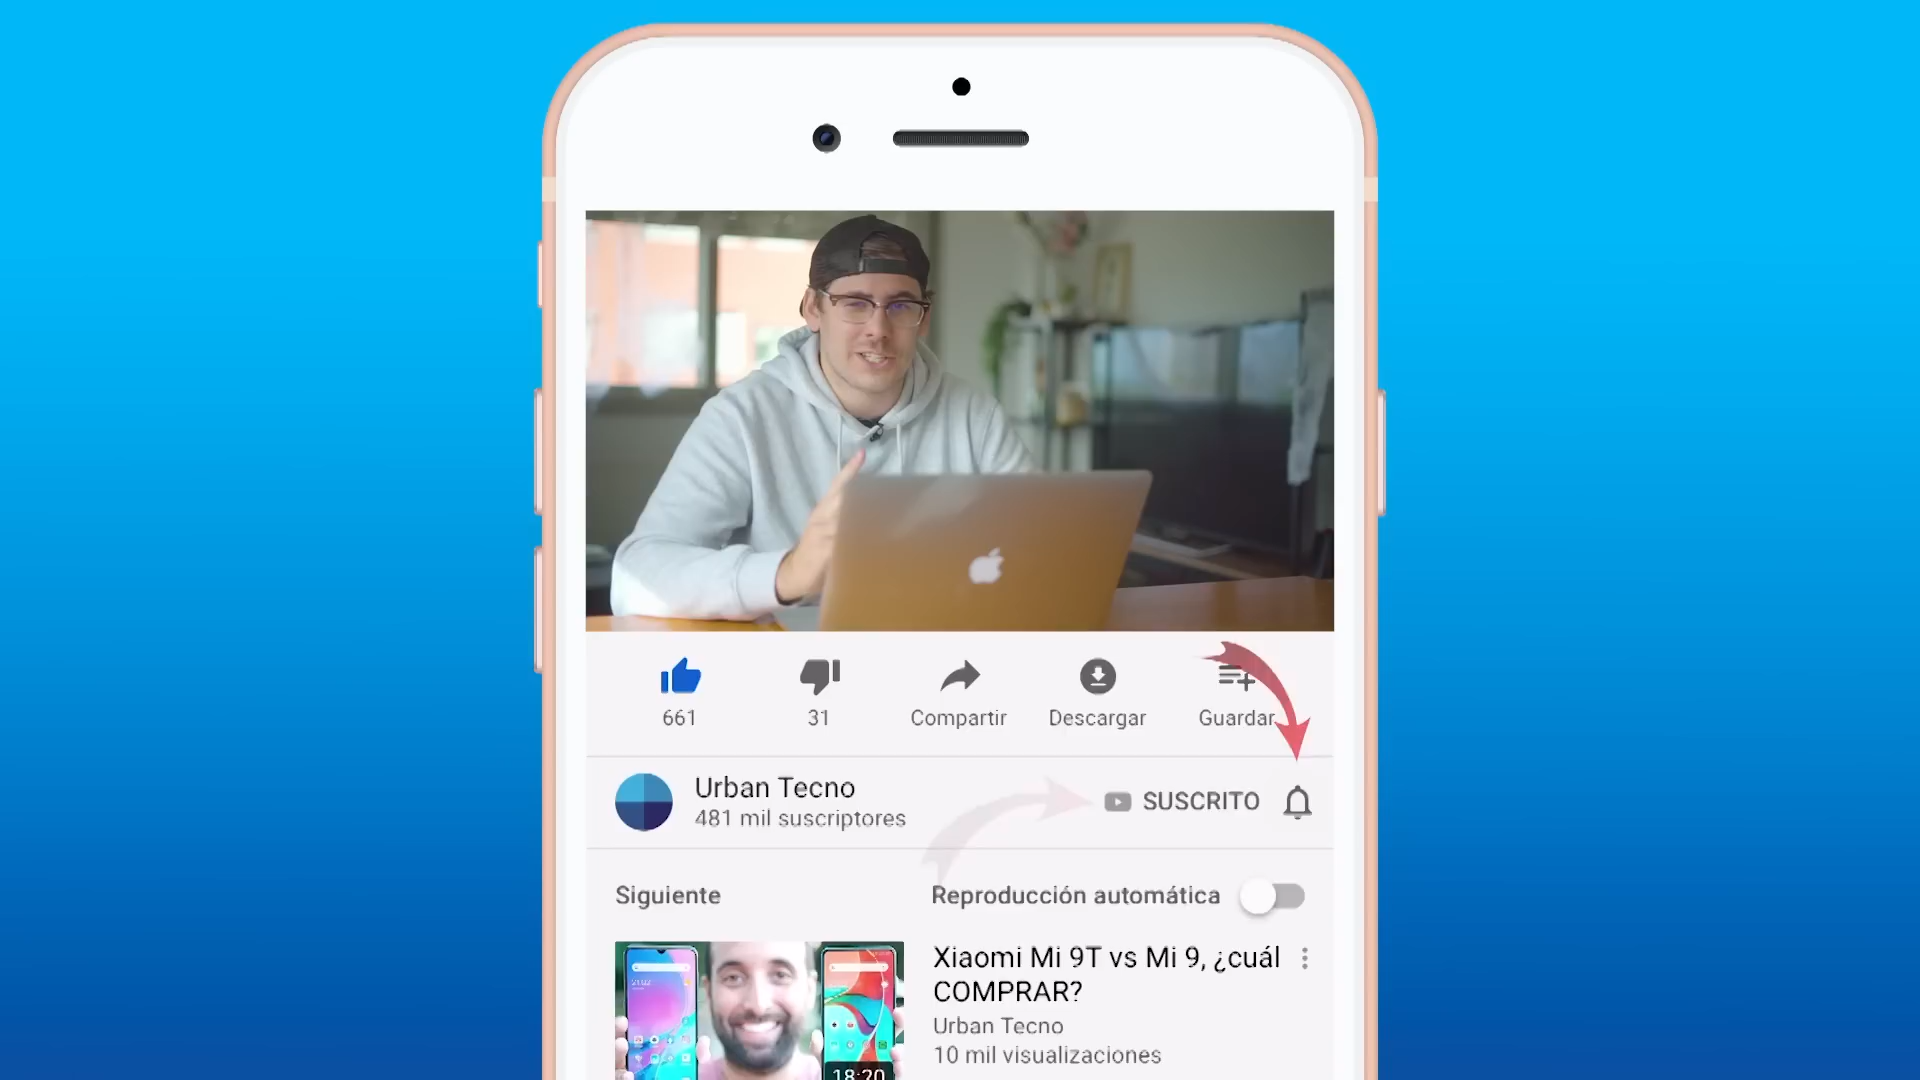 661
31
Compartir
Descargar
Guardar
Urban Tecno
481 mil suscriptores
SUSCRITO
Siguiente
Reproducción automática
Xiaomi Mi 9T vs Mi 9, ¿cuál
COMPRAR?
Urban Tecno
10 mil visualizaciones
18:20